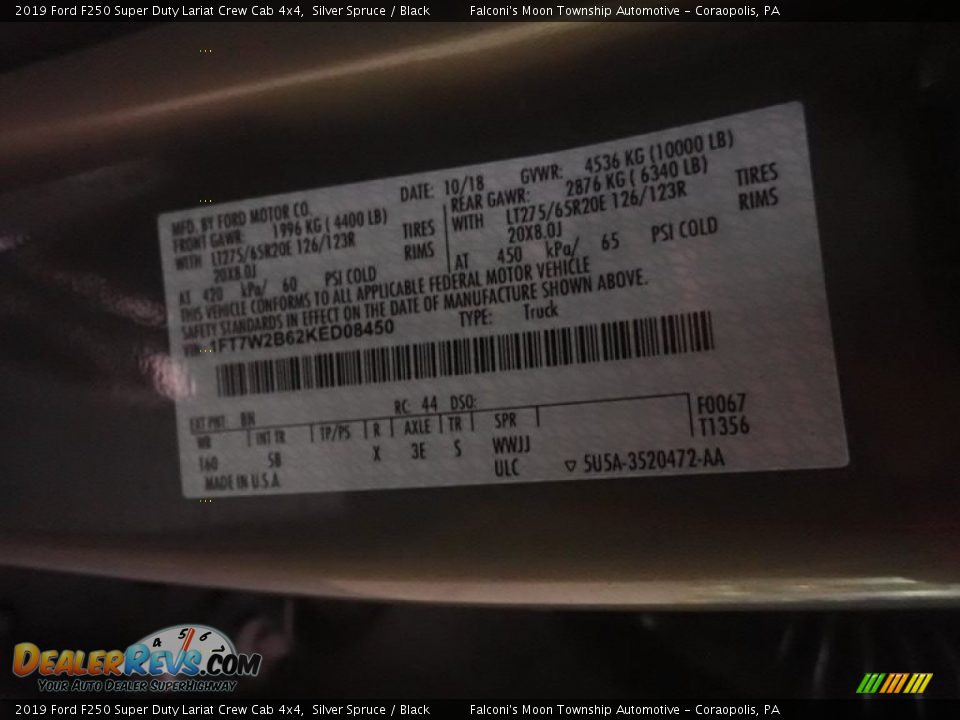 2019 Ford F250 Super Duty Lariat Crew Cab 4x4,  Silver Spruce / Black    Falconi's Moon Township Automotive - Coraopolis, PA
MFD. BY FORD MOTOR CO.    DATE: 10/18    GVWR: 4536 KG (10000 LB)
FRONT GAWR: 1996 KG ( 4400 LB)    REAR GAWR: 2876 KG ( 6340 LB)
WITH LT275/65R20E 126/123R TIRES    WITH LT275/65R20E 126/123R TIRES
20X8.0J RIMS    20X8.0J RIMS
AT 420 kPa/ 60 PSI COLD    AT 450 kPa/ 65 PSI COLD
THIS VEHICLE CONFORMS TO ALL APPLICABLE FEDERAL MOTOR VEHICLE
SAFETY STANDARDS IN EFFECT ON THE DATE OF MANUFACTURE SHOWN ABOVE.
VIN: 1FT7W2B62KED08450    TYPE: Truck
EXT PNT: BN    RC: 44 DSO:    F0067
WB | INT TR | TP/PS | R | AXLE | TR | SPR |    T1356
160 SB X 3E S WWJJ
MADE IN U.S.A.    ULC    5U5A-3520472-AA
4 5 6
DealerRevs.com
Your Auto Dealer SuperHighway
2019 Ford F250 Super Duty Lariat Crew Cab 4x4,  Silver Spruce / Black    Falconi's Moon Township Automotive - Coraopolis, PA